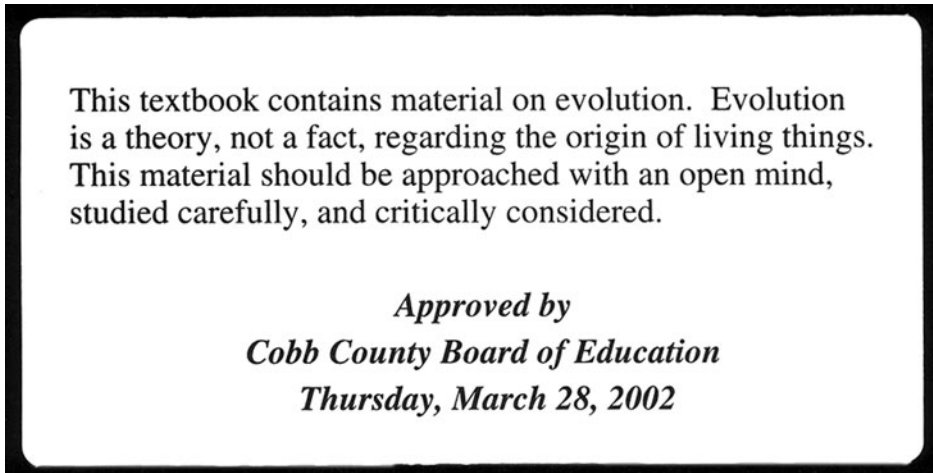 This textbook contains material on evolution.  Evolution
is a theory, not a fact, regarding the origin of living things.
This material should be approached with an open mind,
studied carefully, and critically considered.
Approved by
Cobb County Board of Education
Thursday, March 28, 2002